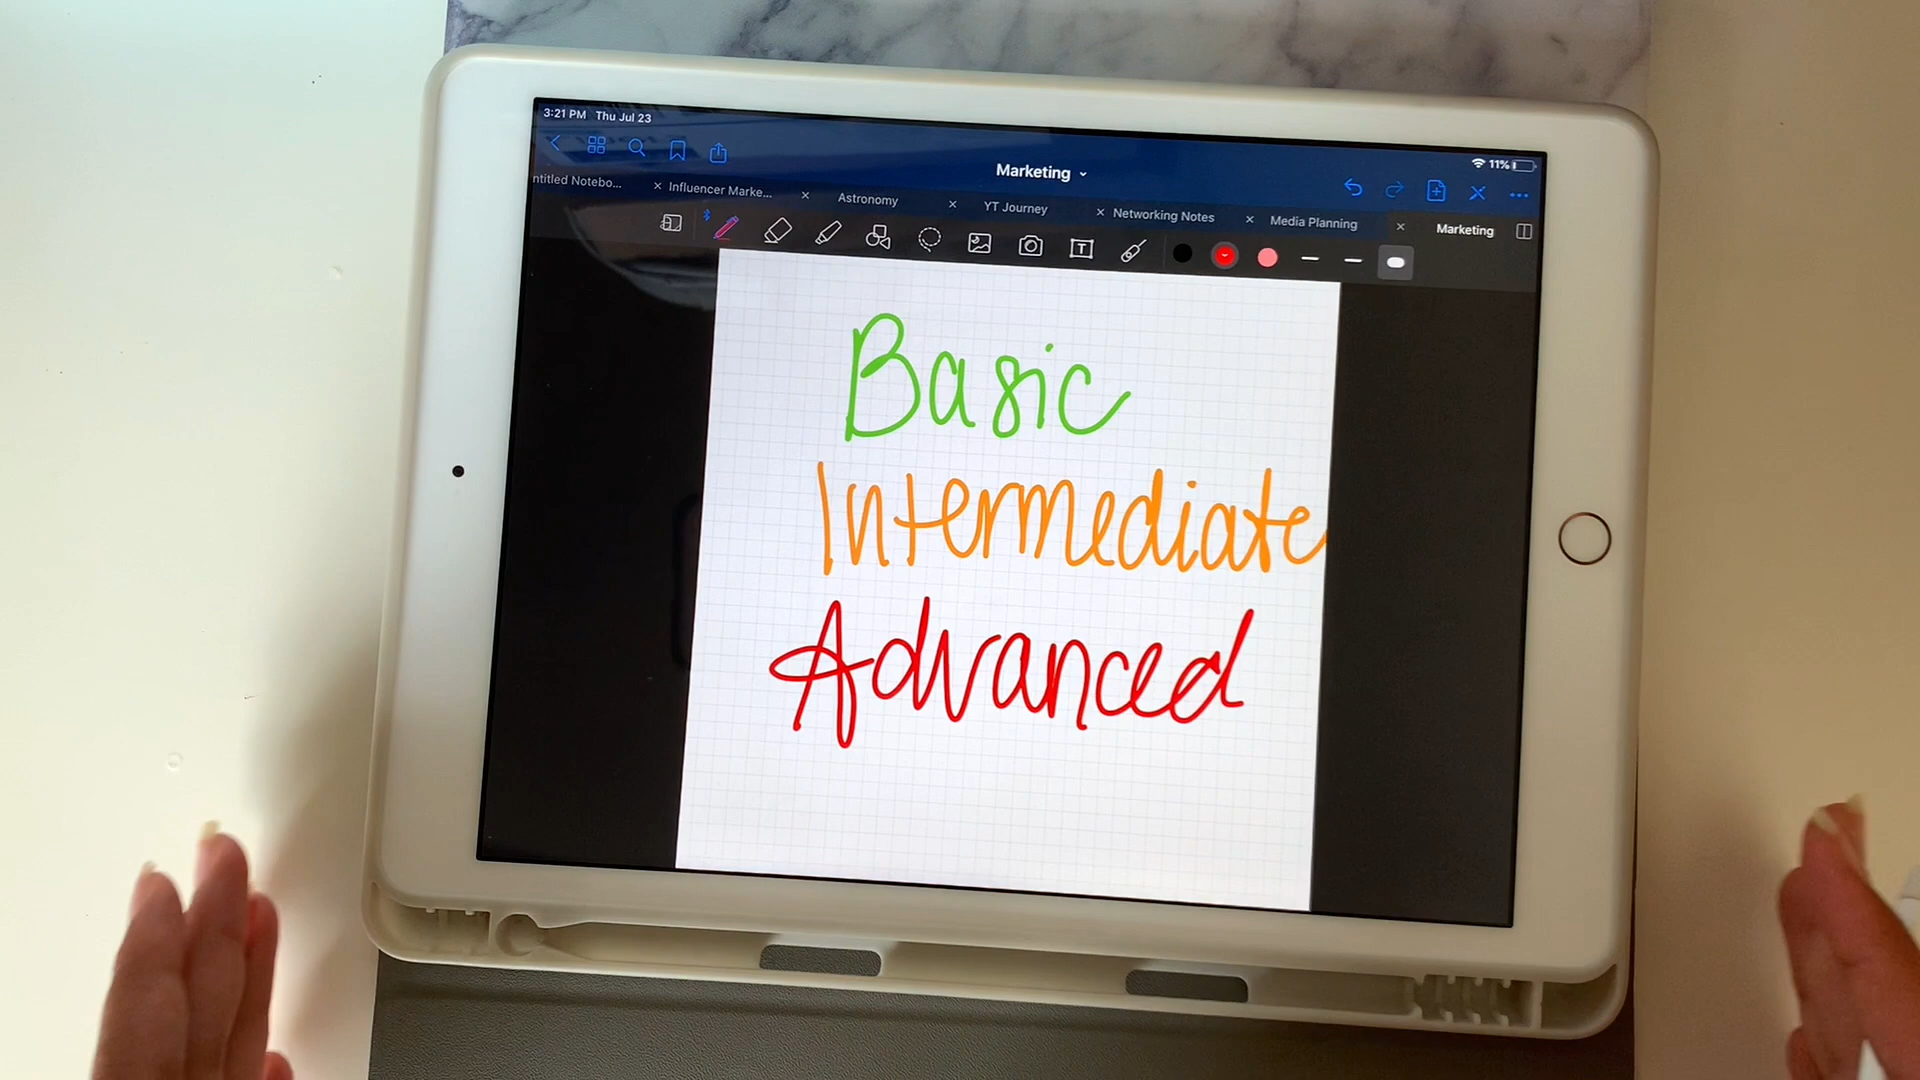 3:21 PM Thu Jul 23
11%
Marketing
ntitled Notebo...
Influencer Marke...
Astronomy
YT Journey
Networking Notes
Media Planning
Marketing
T
Basic
Intermediate
Advanced